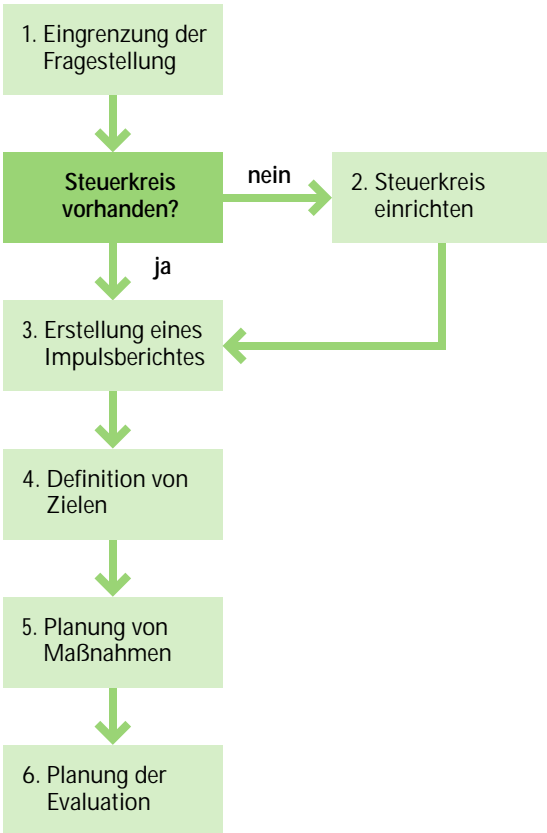 1. Eingrenzung der
Fragestellung
Steuerkreis
vorhanden?
nein
2. Steuerkreis
einrichten
ja
3. Erstellung eines
Impulsberichtes
4. Definition von
Zielen
5. Planung von
Maßnahmen
6. Planung der
Evaluation